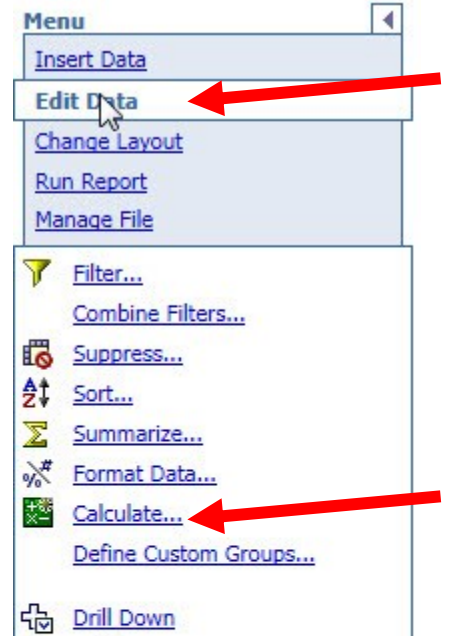 Menu
Insert Data
Edit Data
Change Layout
Run Report
Manage File
Filter...
Combine Filters...
Suppress...
Sort...
Summarize...
Format Data...
Calculate...
Define Custom Groups...
Drill Down